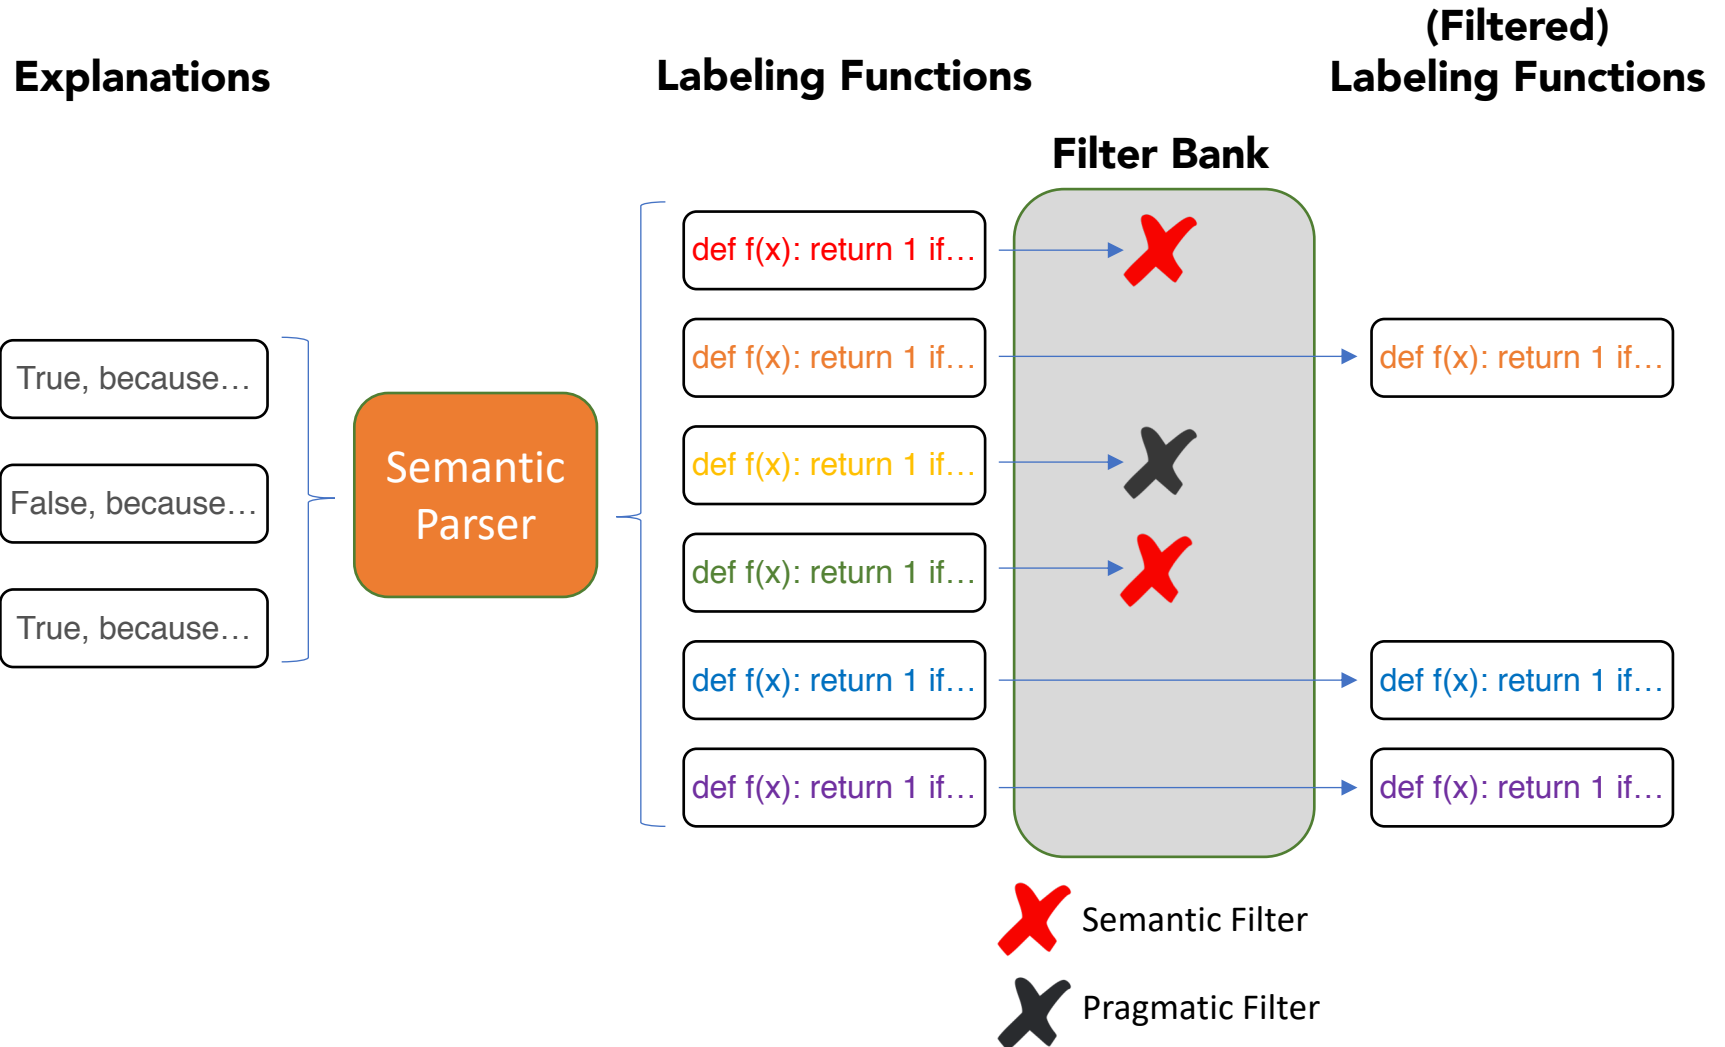 Explanations
Labeling Functions
(Filtered)
Labeling Functions
Filter Bank
True, because…
False, because…
True, because…
Semantic
Parser
def f(x): return 1 if…
def f(x): return 1 if…
def f(x): return 1 if…
def f(x): return 1 if…
def f(x): return 1 if…
def f(x): return 1 if…
def f(x): return 1 if…
def f(x): return 1 if…
def f(x): return 1 if…
Semantic Filter
Pragmatic Filter